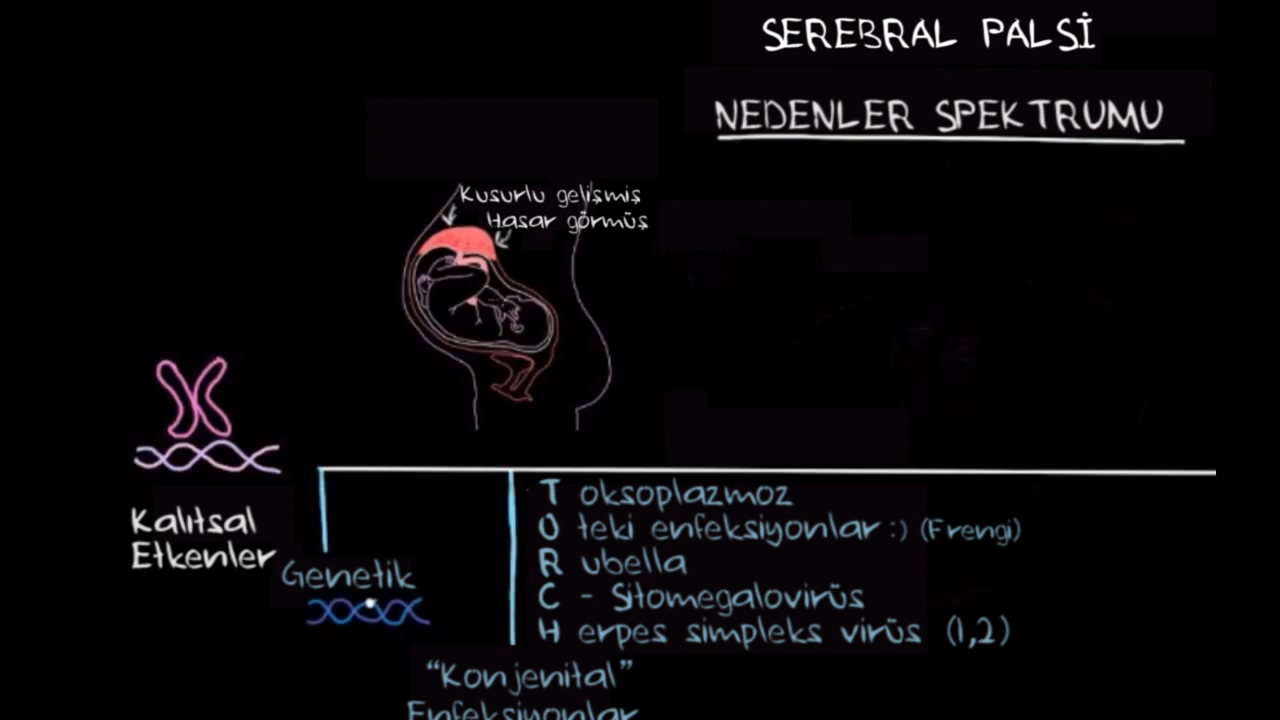 SEREBRAL PALSİ
NEDENLER SPEKTRUMU
Kusurlu gelişmiş
Hasar görmüş
Kalıtsal
Etkenler
Genetik
T oksoplazmoz
O teki enfeksiyonlar :) (Frengi)
R ubella
C - Sitomegalovirüs
H erpes simpleks virüs (1,2)
“Konjenital”
Enfeksiyonlar